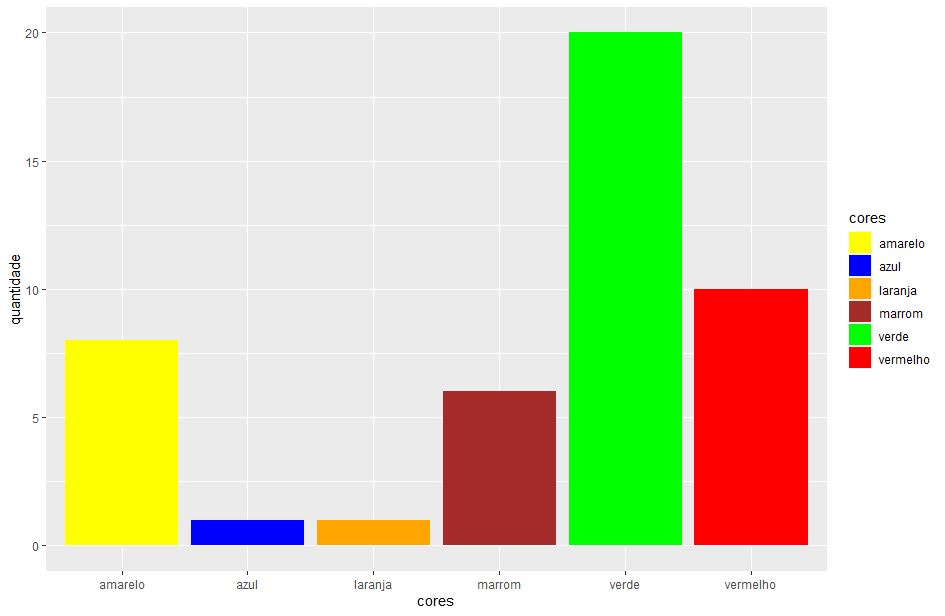 20
15
10
5
0
quantidade
amarelo azul laranja marrom verde vermelho
cores
cores
amarelo
azul
laranja
marrom
verde
vermelho